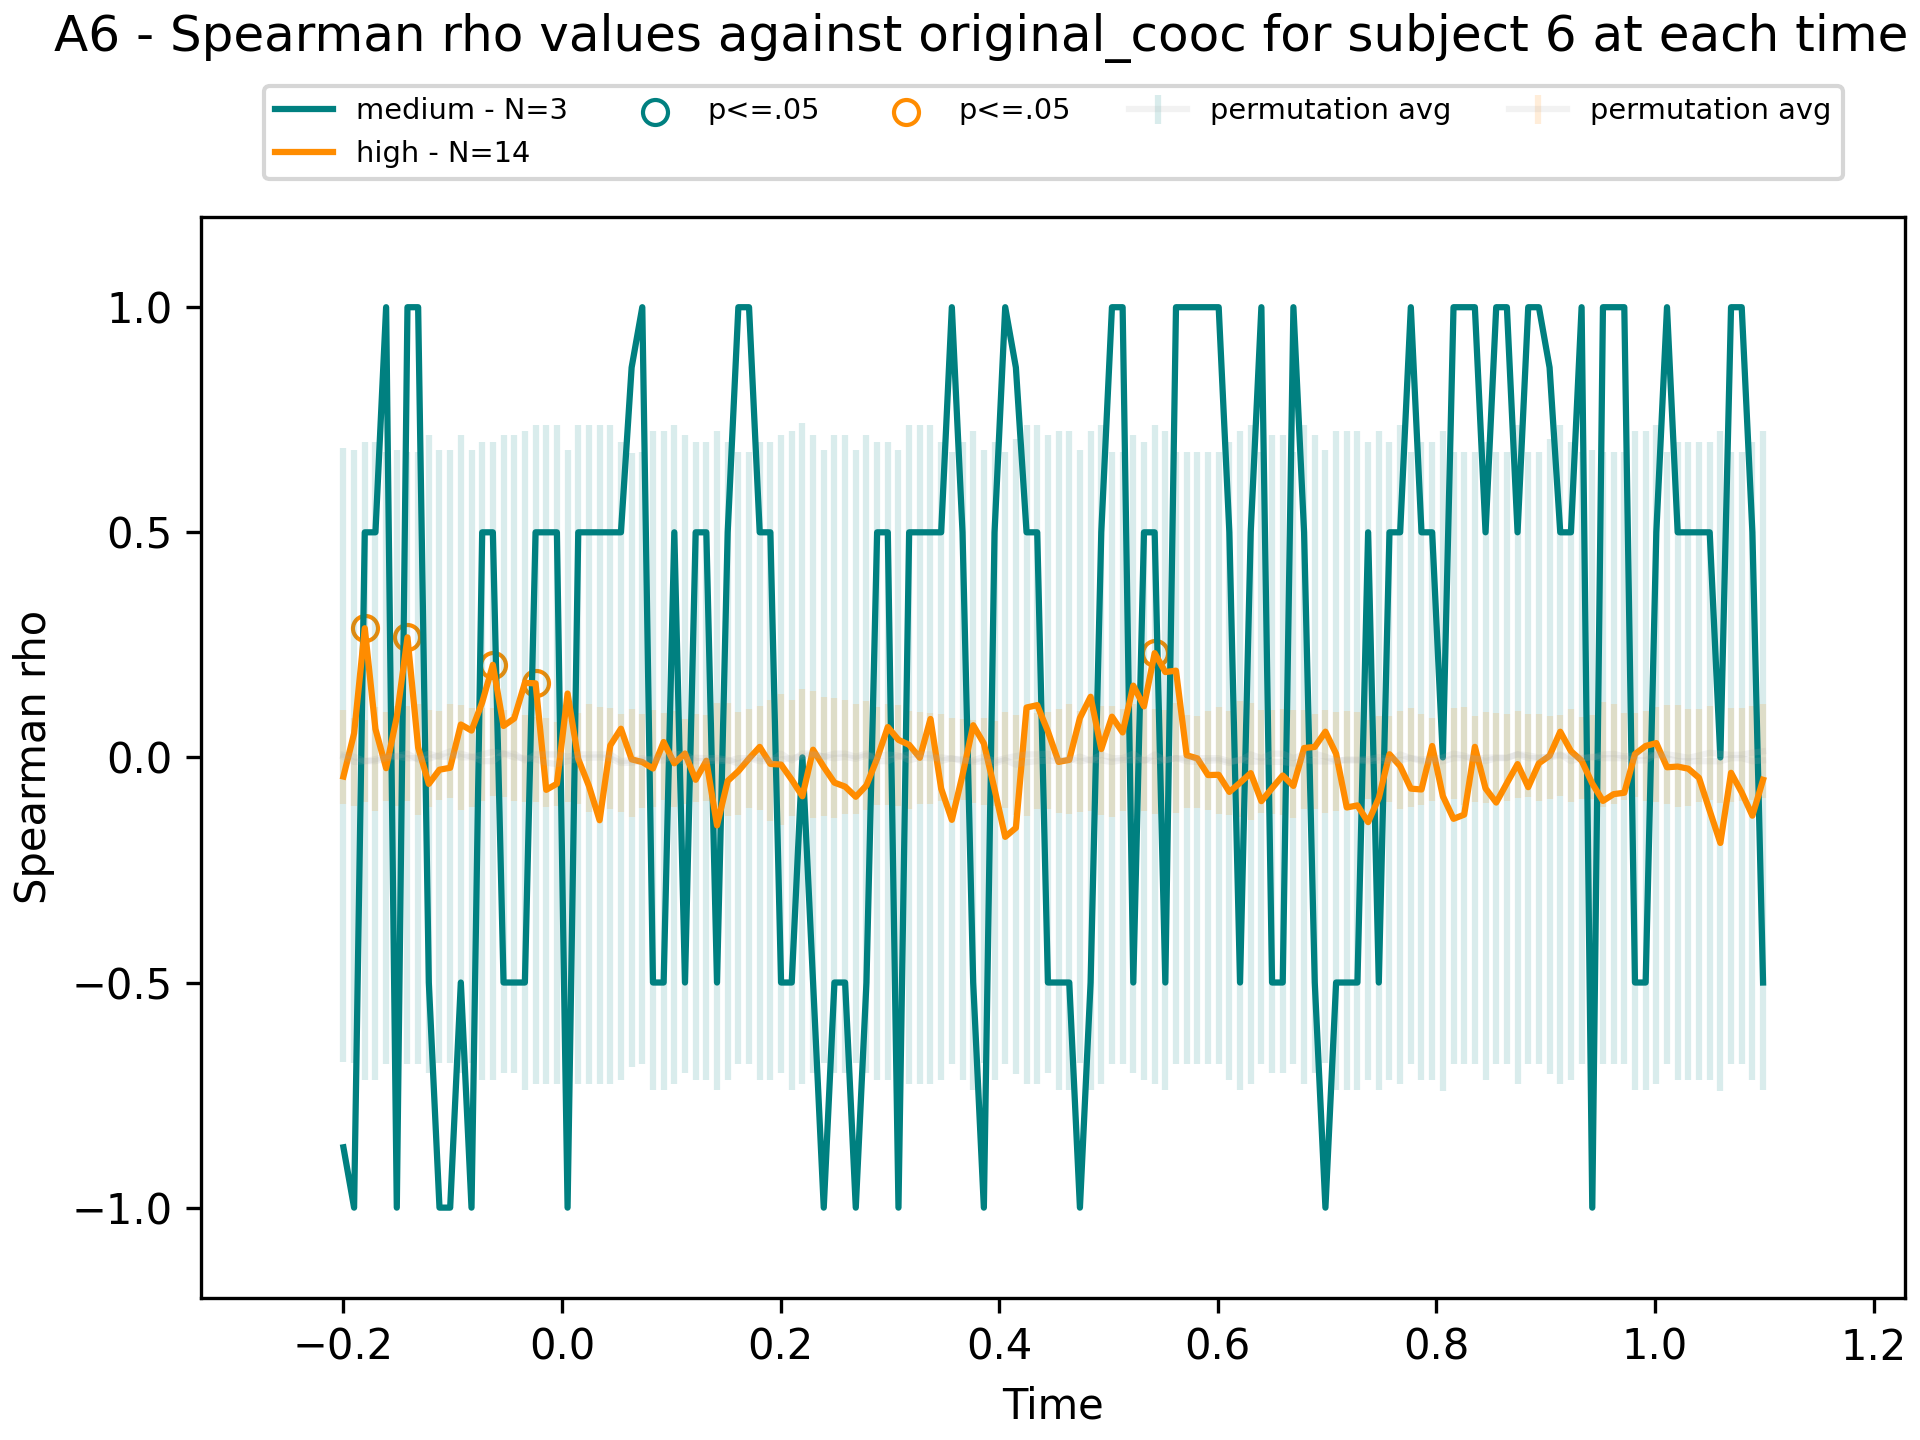 A6 - Spearman rho values against original_cooc for subject 6 at each time
medium - N=3
high - N=14
p<=.05
p<=.05
permutation avg
permutation avg
Spearman rho
1.0
0.5
0.0
−0.5
−1.0
−0.2 0.0 0.2 0.4 0.6 0.8 1.0 1.2
Time